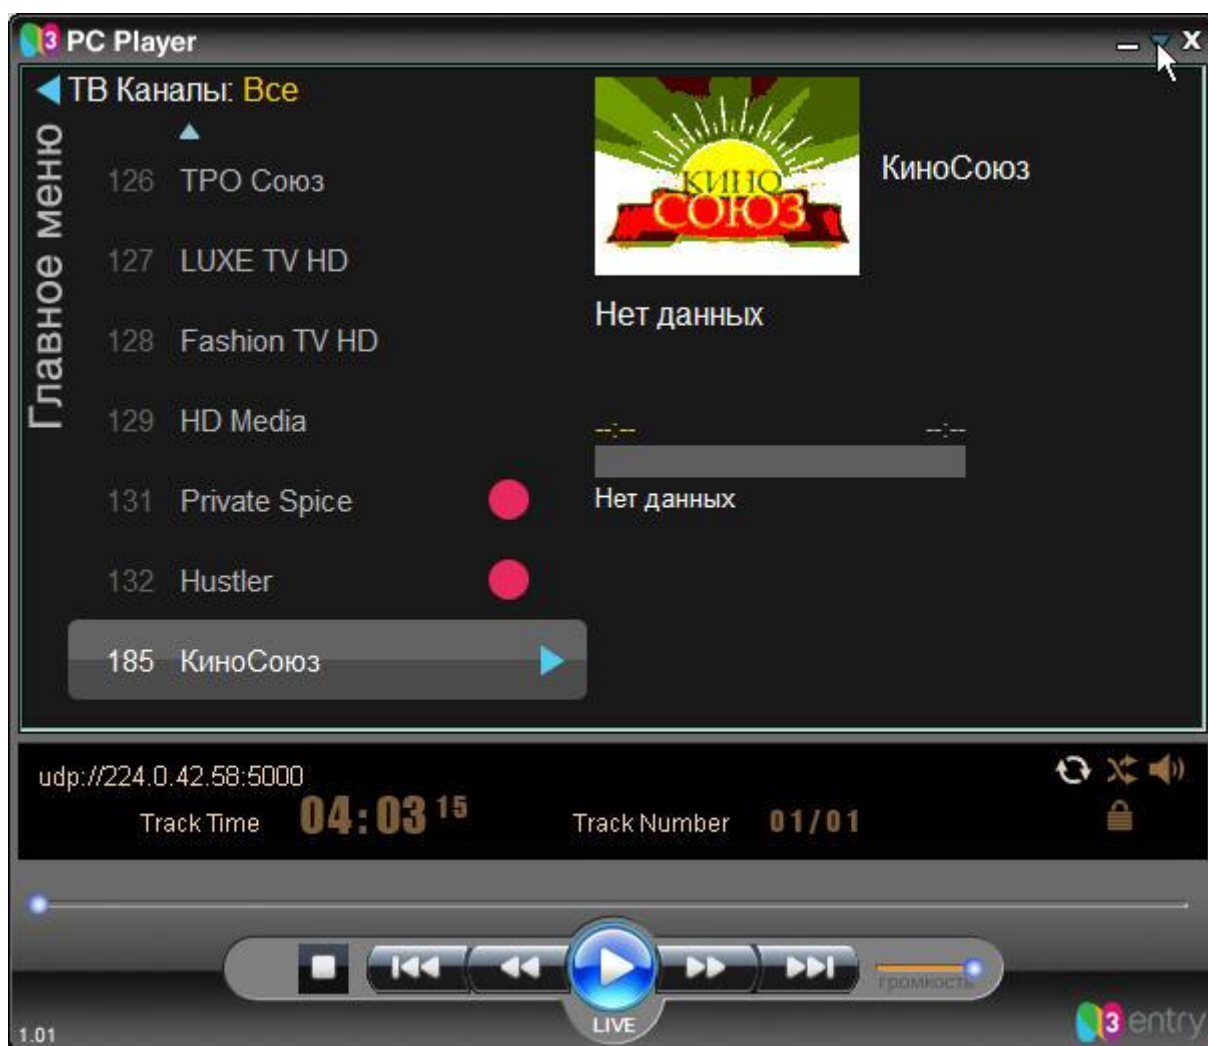 3 PC Player
ТВ Каналы: Все
Главное меню
126 ТРО Союз
127 LUXE TV HD
128 Fashion TV HD
129 HD Media
131 Private Spice
132 Hustler
185 КиноСоюз
КИНО
СОЮЗ
КиноСоюз
Нет данных
--:-- --:--
Нет данных
udp://224.0.42.58:5000
Track Time 04:03 15 Track Number 01/01
громкость
LIVE
1.01
3 entry